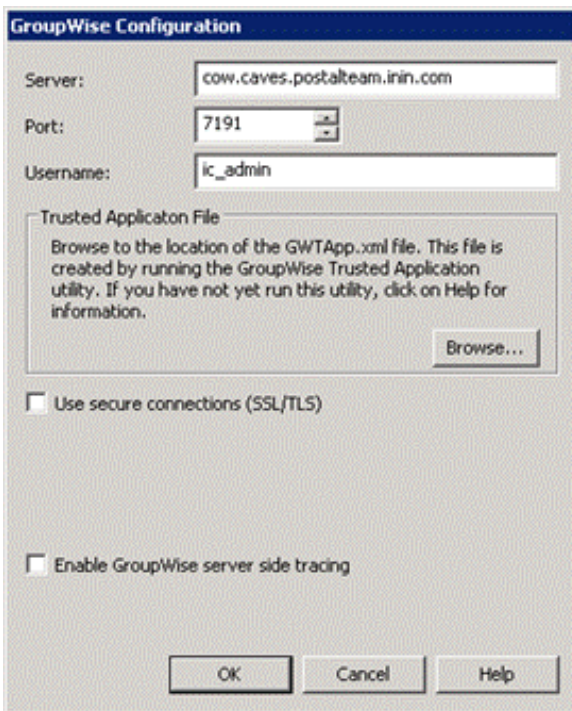 GroupWise Configuration
Server: cow.caves.postalteam.inin.com
Port: 7191
Username: ic_admin
Trusted Applicaton File
Browse to the location of the GWTApp.xml file. This file is
created by running the GroupWise Trusted Application
utility. If you have not yet run this utility, click on Help for
information.
Browse...
Use secure connections (SSL/TLS)
Enable GroupWise server side tracing
OK Cancel Help